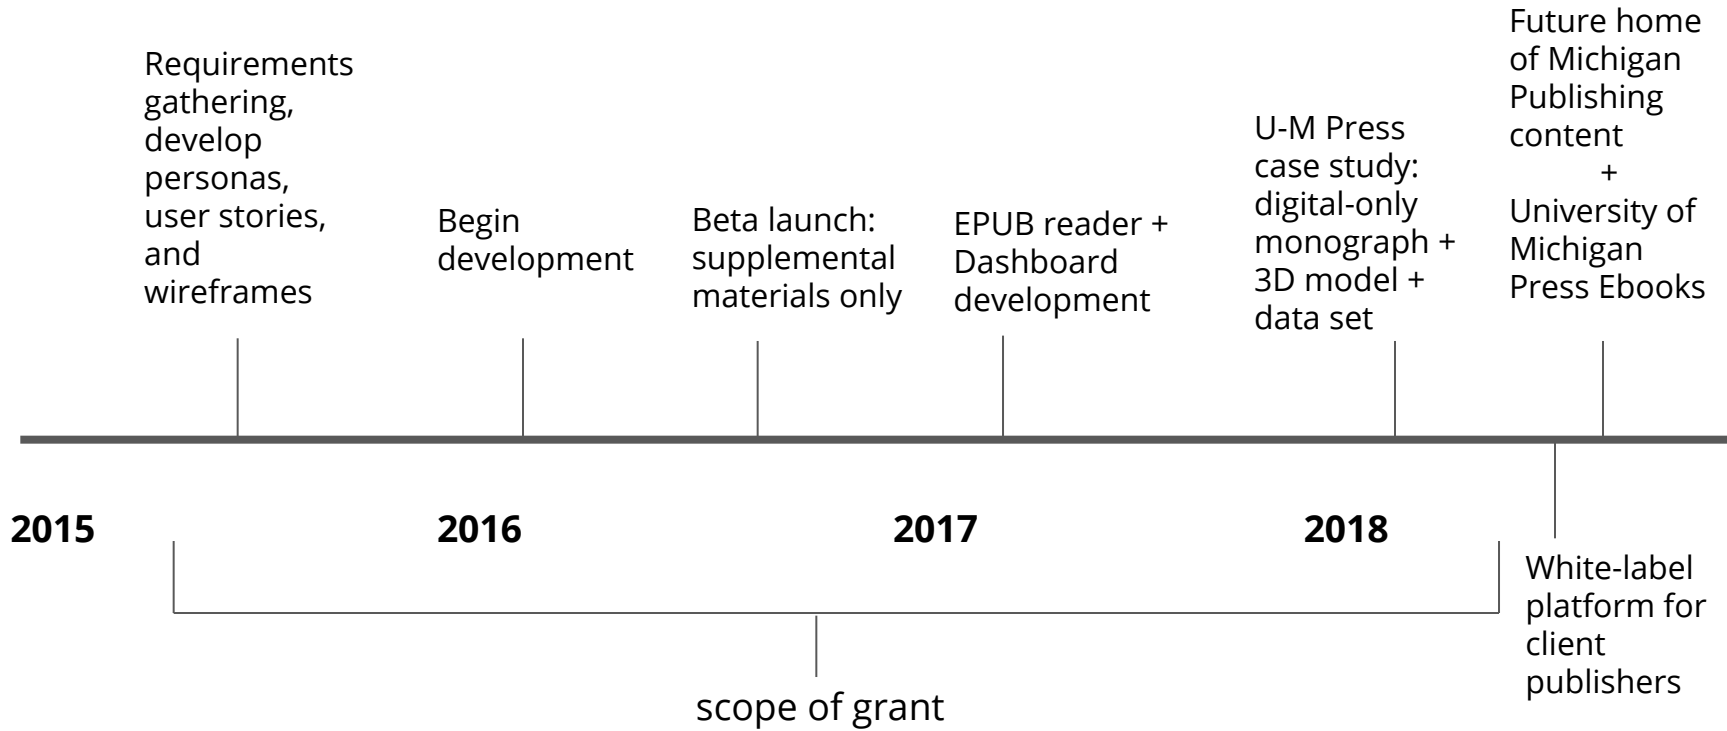 Requirements
gathering,
develop
personas,
user stories,
and
wireframes
Begin
development
Beta launch:
supplemental
materials only
EPUB reader +
Dashboard
development
U-M Press
case study:
digital-only
monograph +
3D model +
data set
Future home
of Michigan
Publishing
content
+
University of
Michigan
Press Ebooks
2015
2016
2017
2018
White-label
platform for
client
publishers
scope of grant